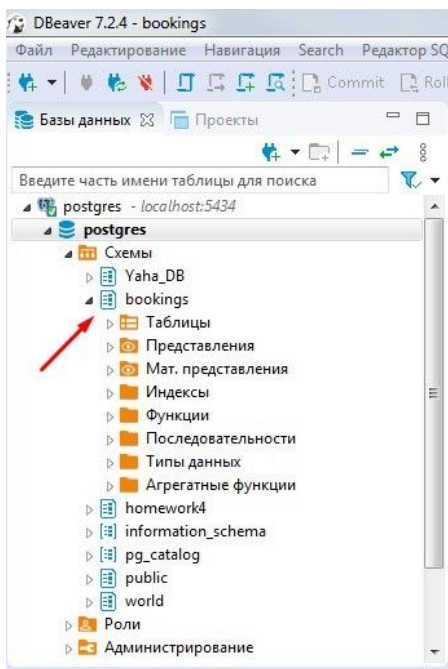 DBeaver 7.2.4 - bookings
Файл Редактирование Навигация Search Редактор SQ
Commit Roll
Базы данных Проекты
Введите часть имени таблицы для поиска
postgres - localhost:5434
postgres
Схемы
Yaha_DB
bookings
Таблицы
Представления
Мат. представления
Индексы
Функции
Последовательности
Типы данных
Агрегатные функции
homework4
information_schema
pg_catalog
public
world
Роли
Администрирование